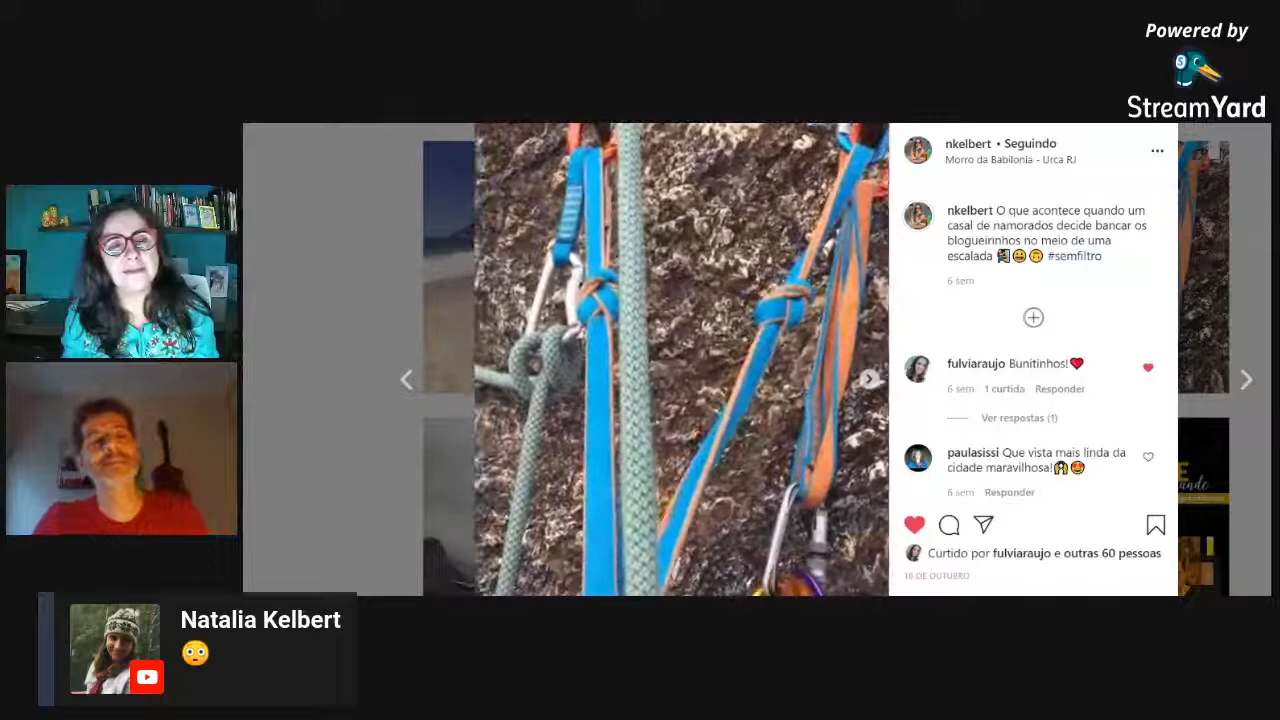 Powered by
StreamYard
nkelbert • Seguindo
Morro da Babilonia - Urca RJ
nkelbert O que acontece quando um
casal de namorados decide bancar os
blogueirinhos no meio de uma
escalada 🤳😀🙃 #semfiltro
6 sem
fulviaraujo Bunitinhos!❤️
6 sem 1 curtida Responder
Ver respostas (1)
paulasissi Que vista mais linda da
cidade maravilhosa!🙌😍
6 sem Responder
Curtido por fulviaraujo e outras 60 pessoas
18 DE OUTUBRO
Natalia Kelbert
😳